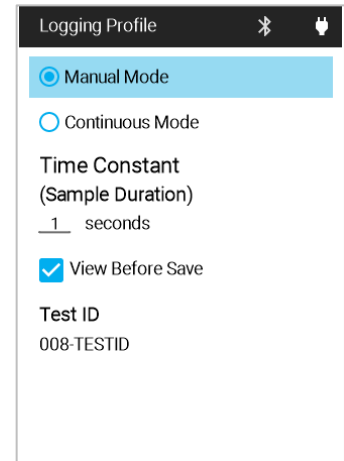 Logging Profile
Manual Mode
Continuous Mode
Time Constant
(Sample Duration)
1 seconds
View Before Save
Test ID
008-TESTID